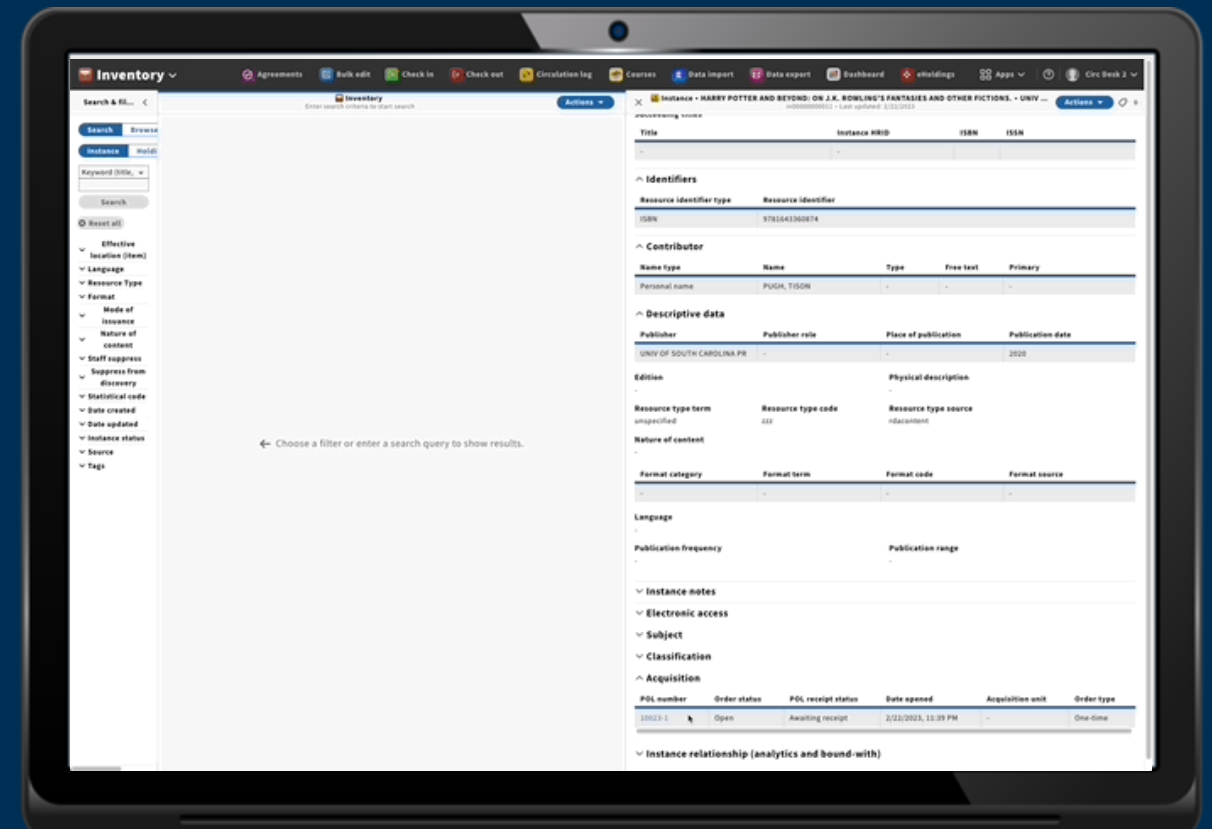 Inventory
Agreements
Bulk edit
Check in
Check out
Circulation log
Courses
Data import
Data export
Dashboard
eHoldings
Apps
Circ Desk 2
Search & fil...
Inventory
Enter search criteria to start search
Actions
Search Browse
Instance Holdi
Keyword (title,
Search
Reset all
Effective
location (item)
Language
Resource Type
Format
Mode of
issuance
Nature of
content
Staff suppress
Suppress from
discovery
Statistical code
Date created
Date updated
Instance status
Source
Tags
← Choose a filter or enter a search query to show results.
Instance • HARRY POTTER AND BEYOND: ON J.K. ROWLING'S FANTASIES AND OTHER FICTIONS. • UNIV ...
• Last updated: 2/22/2023
Actions
0
Succeeding titles
Title Instance HRID ISBN ISSN
- -
Identifiers
Resource identifier type Resource identifier
ISBN 9781643360874
Contributor
Name type Name Type Free text Primary
Personal name PUGH, TISON - - -
Descriptive data
Publisher Publisher role Place of publication Publication date
UNIV OF SOUTH CAROLINA PR - - 2020
Edition Physical description
- -
Resource type term Resource type code Resource type source
unspecified zzz rdacontent
Nature of content
-
Format category Format term Format code Format source
- - - -
Language
-
Publication frequency Publication range
- -
Instance notes
Electronic access
Subject
Classification
Acquisition
POL number Order status POL receipt status Date opened Acquisition unit Order type
10023-1 Open Awaiting receipt 2/22/2023, 11:39 PM - One-time
Instance relationship (analytics and bound-with)